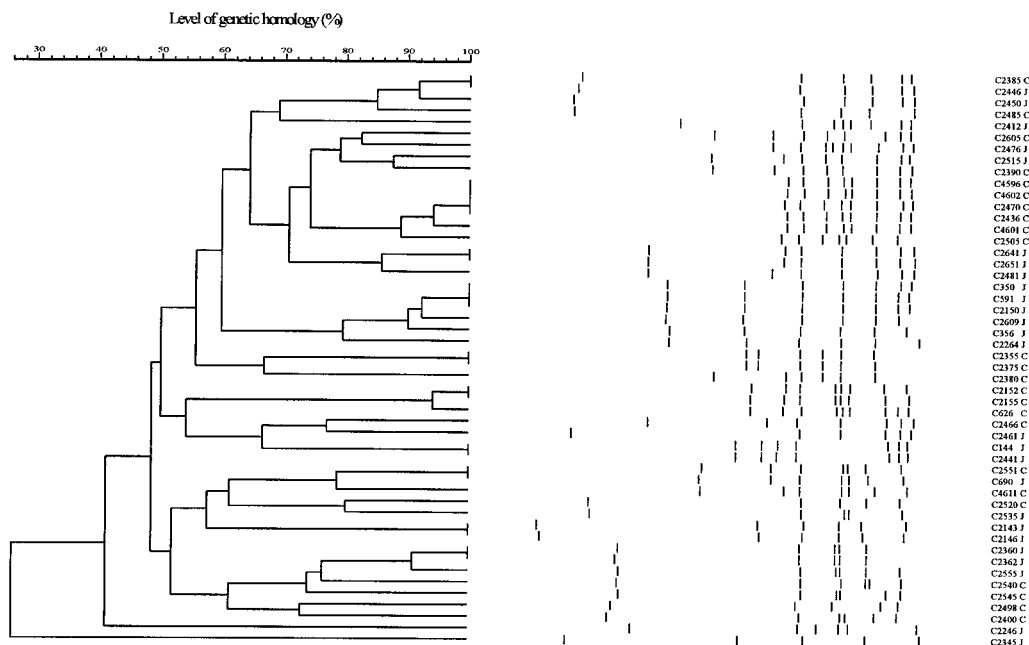 Level of genetic homology (%)
30 40 50 60 70 80 90 100
C2385 C
C2446 J
C2450 J
C2485 C
C2412 J
C2605 C
C2476 J
C2515 J
C2390 C
C4596 C
C4602 C
C2470 C
C2436 C
C4601 C
C2505 C
C2641 J
C2651 J
C2481 J
C350 J
C591 J
C2150 J
C2609 J
C356 J
C2264 J
C2355 C
C2375 C
C2380 C
C2152 C
C2155 C
C626 C
C2466 C
C2461 J
C144 J
C2441 J
C2551 C
C690 J
C4611 C
C2520 C
C2535 J
C2143 J
C2146 J
C2360 J
C2362 J
C2555 J
C2540 C
C2545 C
C2498 C
C2400 C
C2246 J
C2345 J